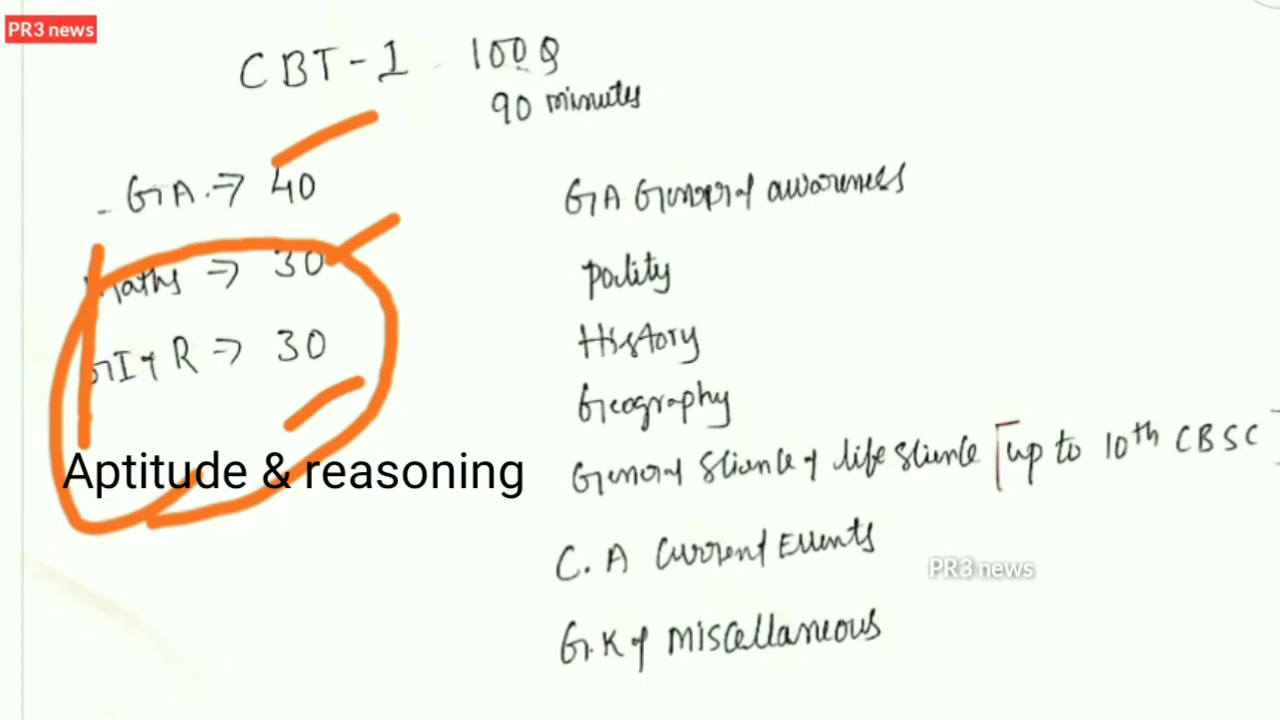 PR3 news
CBT-1 100Q
90 minutes
GA. => 40
Maths => 30
GI & R => 30
Aptitude & reasoning
GA General awareness
Polity
History
Geography
General Science & life science [up to 10th CBSC]
C. A Current Events
PR3 news
G.K & Miscellaneous